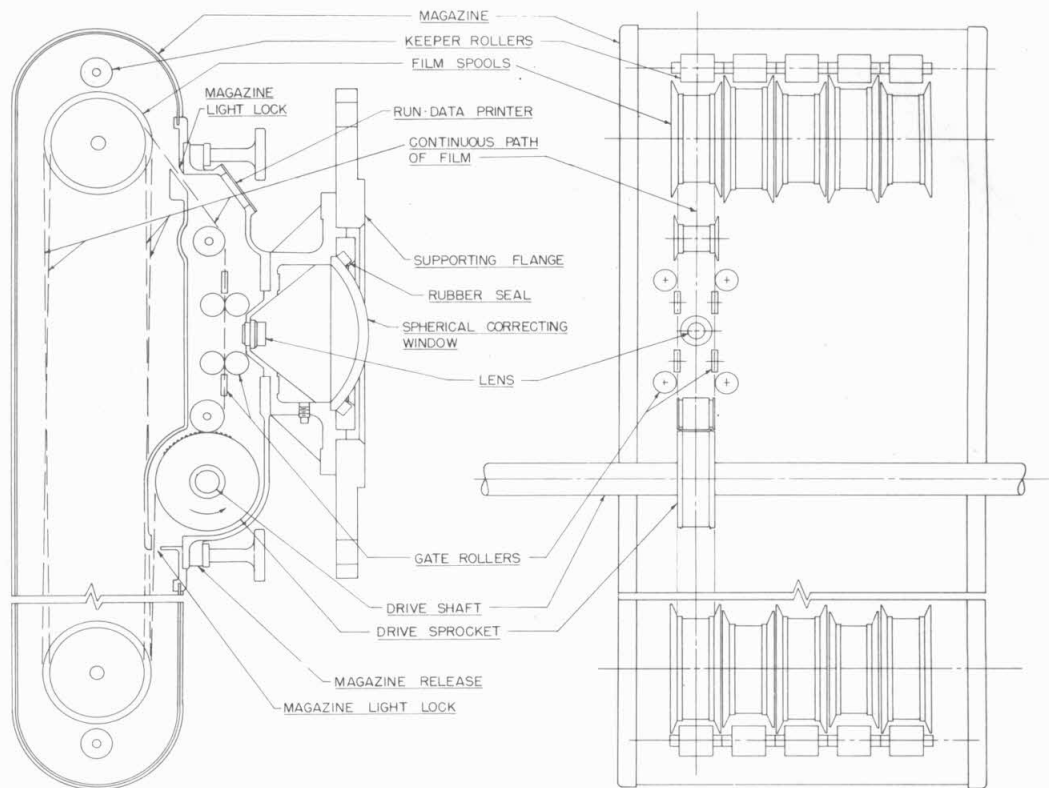 MAGAZINE
KEEPER ROLLERS
FILM SPOOLS
MAGAZINE
LIGHT LOCK
RUN-DATA PRINTER
CONTINUOUS PATH
OF FILM
SUPPORTING FLANGE
RUBBER SEAL
SPHERICAL CORRECTING
WINDOW
LENS
GATE ROLLERS
DRIVE SHAFT
DRIVE SPROCKET
MAGAZINE RELEASE
MAGAZINE LIGHT LOCK